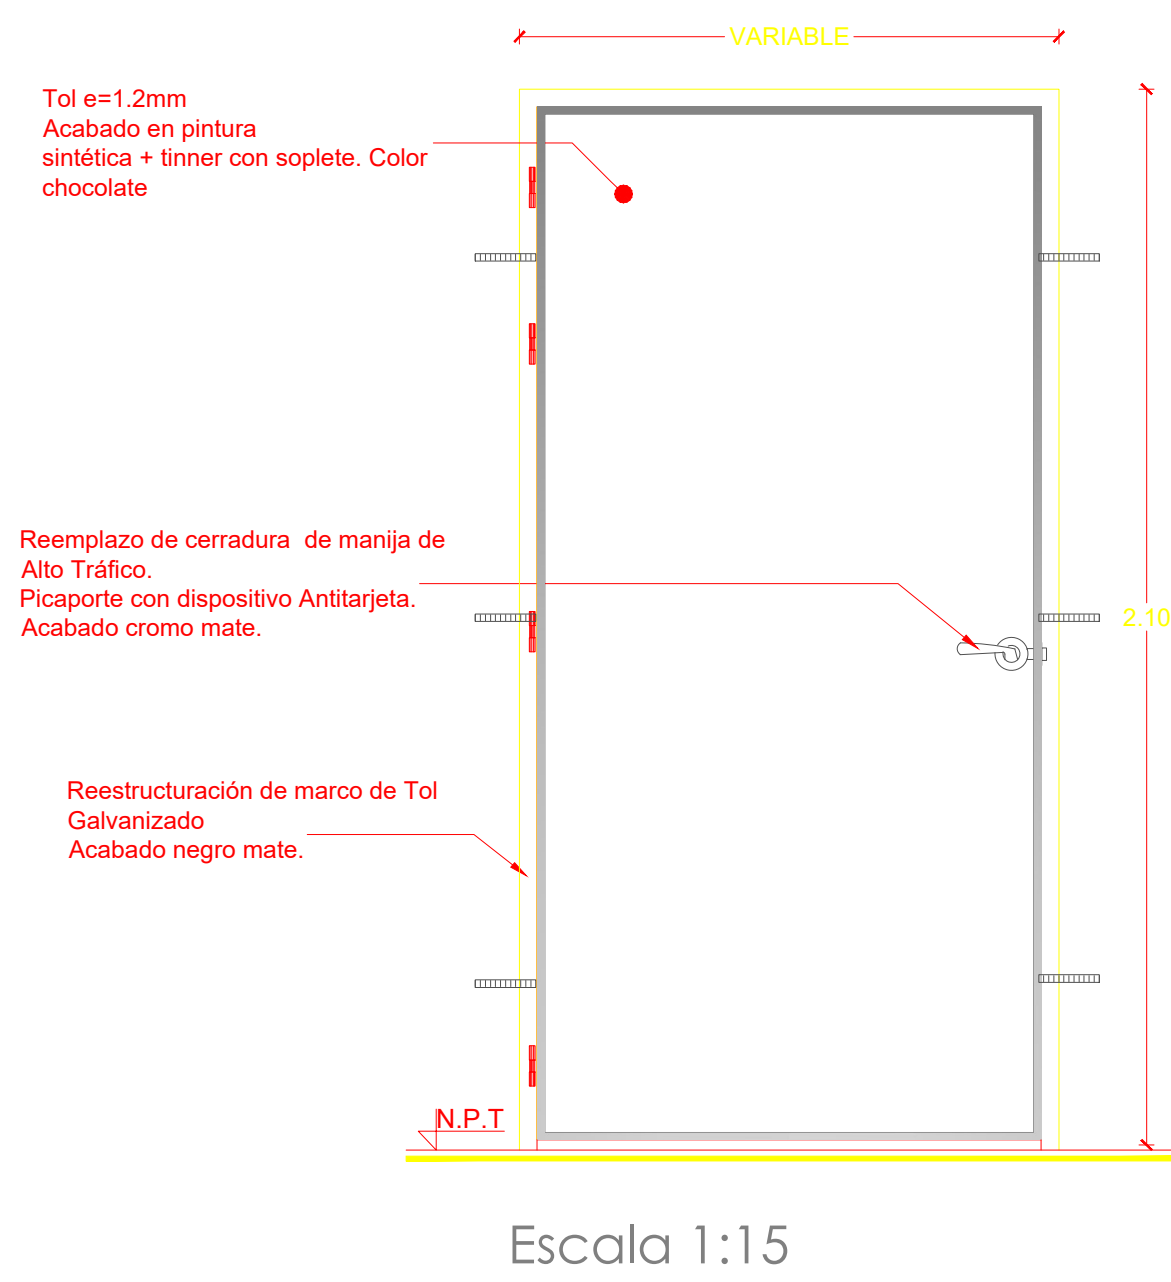 VARIABLE
Tol e=1.2mm
Acabado en pintura
sintética + tinner con soplete. Color
chocolate
Reemplazo de cerradura de manija de
Alto Tráfico.
Picaporte con dispositivo Antitarjeta.
Acabado cromo mate.
2.10
Reestructuración de marco de Tol
Galvanizado
Acabado negro mate.
N.P.T
Escala 1:15